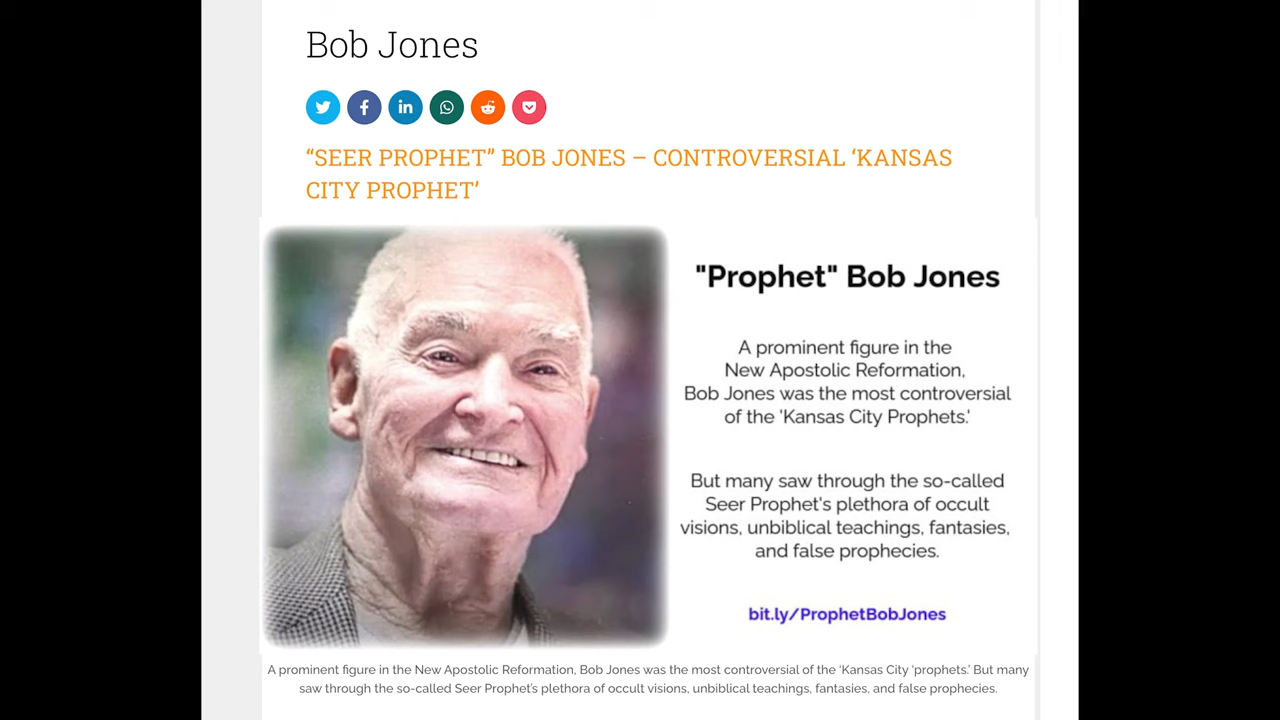 Bob Jones
“SEER PROPHET” BOB JONES – CONTROVERSIAL ‘KANSAS
CITY PROPHET’
"Prophet" Bob Jones
A prominent figure in the
New Apostolic Reformation,
Bob Jones was the most controversial
of the 'Kansas City Prophets.'
But many saw through the so-called
Seer Prophet's plethora of occult
visions, unbiblical teachings, fantasies,
and false prophecies.
bit.ly/ProphetBobJones
A prominent figure in the New Apostolic Reformation, Bob Jones was the most controversial of the ‘Kansas City ‘prophets.’ But many
saw through the so-called Seer Prophet’s plethora of occult visions, unbiblical teachings, fantasies, and false prophecies.